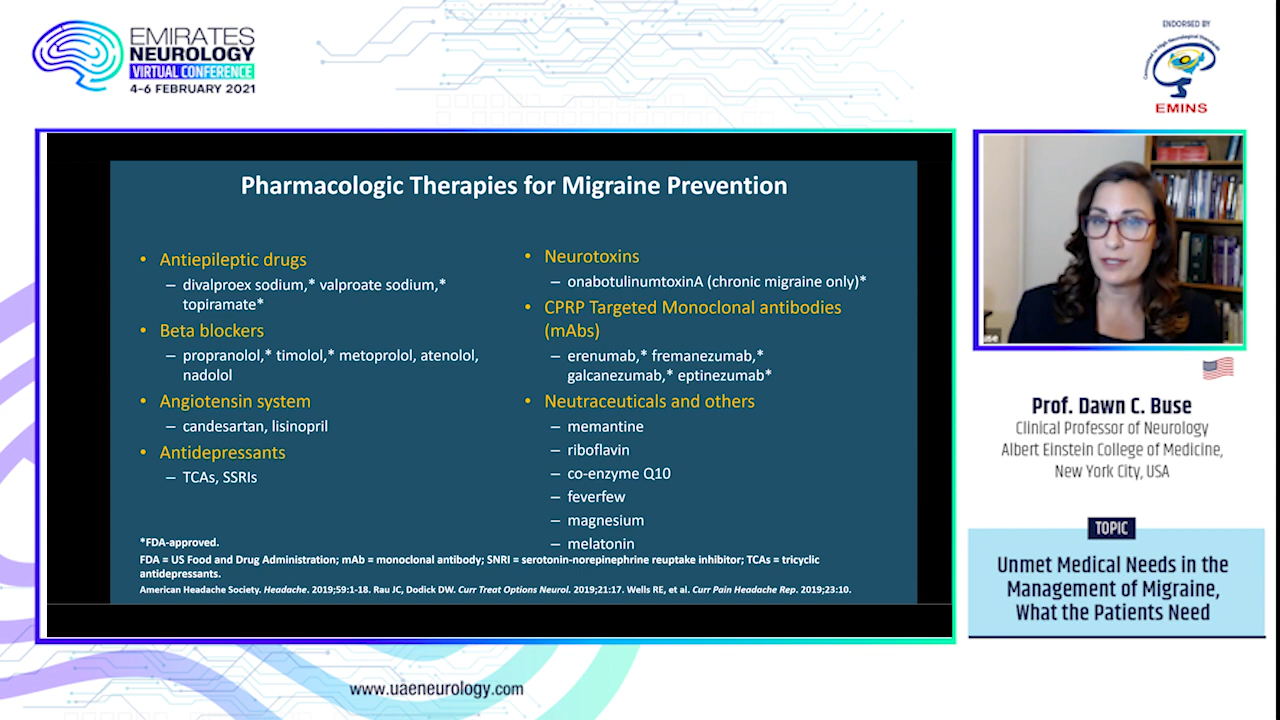 EMIRATES
NEUROLOGY
VIRTUAL CONFERENCE
4-6 FEBRUARY 2021
ENDORSED BY
EMINS
Pharmacologic Therapies for Migraine Prevention
• Antiepileptic drugs
– divalproex sodium,* valproate sodium,*
topiramate*
• Beta blockers
– propranolol,* timolol,* metoprolol, atenolol,
nadolol
• Angiotensin system
– candesartan, lisinopril
• Antidepressants
– TCAs, SSRIs
• Neurotoxins
– onabotulinumtoxinA (chronic migraine only)*
• CPRP Targeted Monoclonal antibodies
(mAbs)
– erenumab,* fremanezumab,*
galcanezumab,* eptinezumab*
• Neutraceuticals and others
– memantine
– riboflavin
– co-enzyme Q10
– feverfew
– magnesium
– melatonin
*FDA-approved.
FDA = US Food and Drug Administration; mAb = monoclonal antibody; SNRI = serotonin-norepinephrine reuptake inhibitor; TCAs = tricyclic
antidepressants.
American Headache Society. Headache. 2019;59:1-18. Rau JC, Dodick DW. Curr Treat Options Neurol. 2019;21:17. Wells RE, et al. Curr Pain Headache Rep. 2019;23:10.
Prof. Dawn C. Buse
Clinical Professor of Neurology
Albert Einstein College of Medicine,
New York City, USA
TOPIC
Unmet Medical Needs in the
Management of Migraine,
What the Patients Need
www.uaeneurology.com